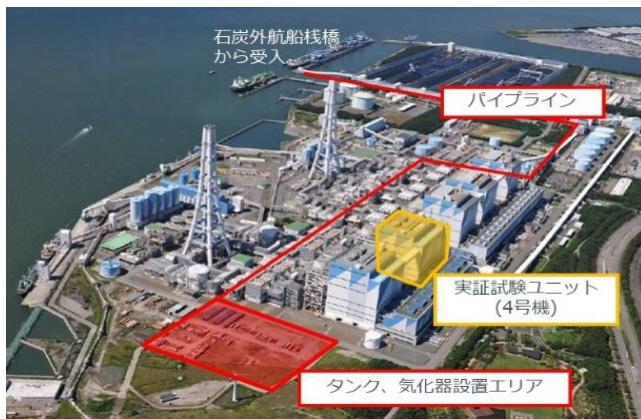 石炭外航船桟橋
から受入
パイプライン
実証試験ユニット
(4号機)
タンク、気化器設置エリア